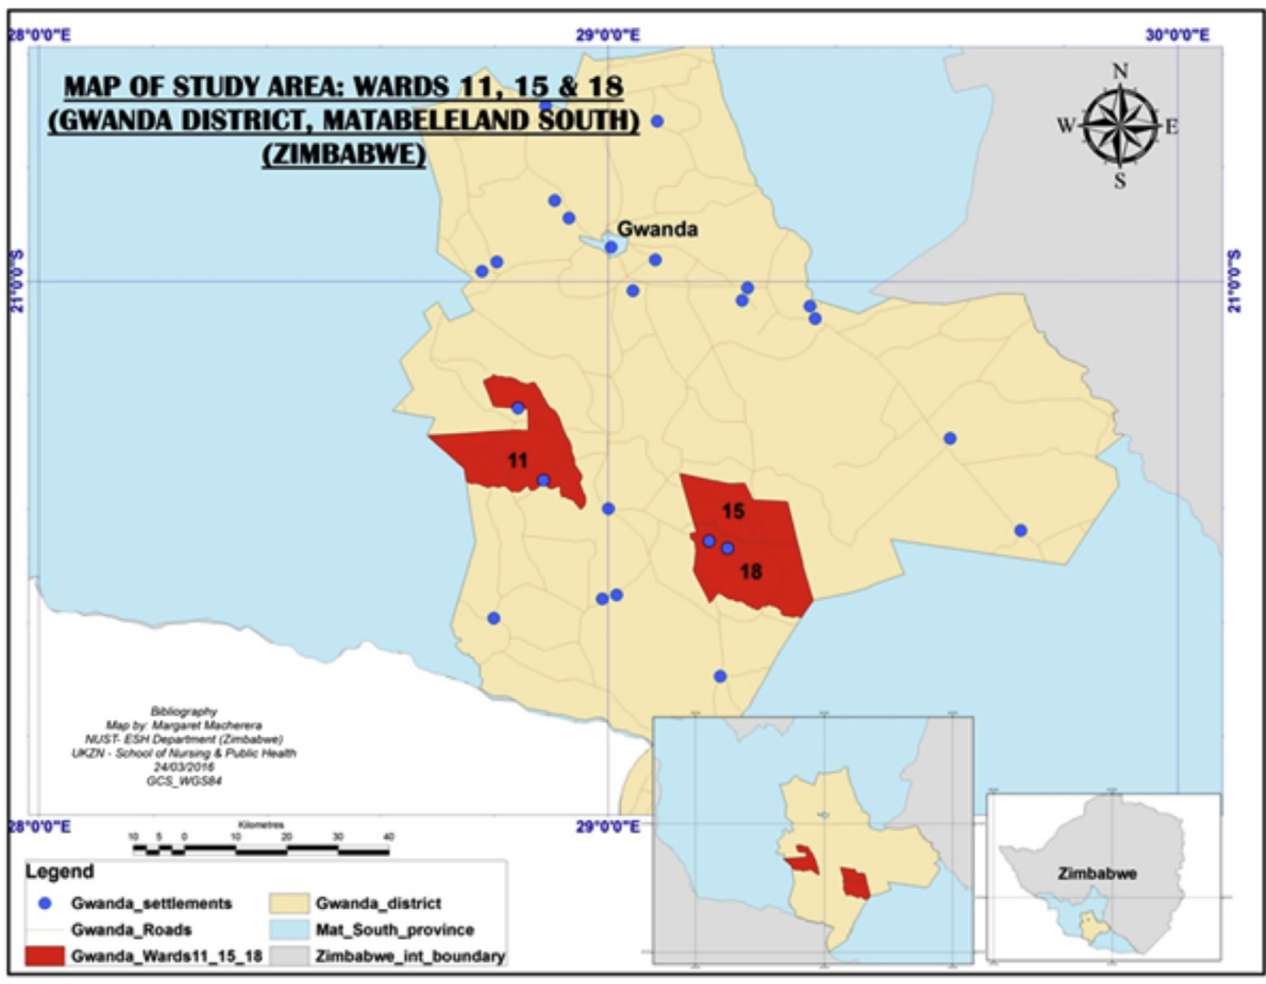 28°0'0"E
29°0'0"E
30°0'0"E
MAP OF STUDY AREA: WARDS 11, 15 & 18
(GWANDA DISTRICT, MATABELELAND SOUTH)
(ZIMBABWE)
N
W
E
S
Gwanda
21°0'0"S
21°0'0"S
11
15
18
Bibliography
Map by: Margaret Macherera
NUST- ESH Department (Zimbabwe)
UKZN - School of Nursing & Public Health
24/03/2016
GCS_WGS84
28°0'0"E
29°0'0"E
Kilometres
10 5 0 10 20 30 40
Legend
Gwanda_settlements
Gwanda_Roads
Gwanda_Wards11_15_18
Gwanda_district
Mat_South_province
Zimbabwe_int_boundary
Zimbabwe